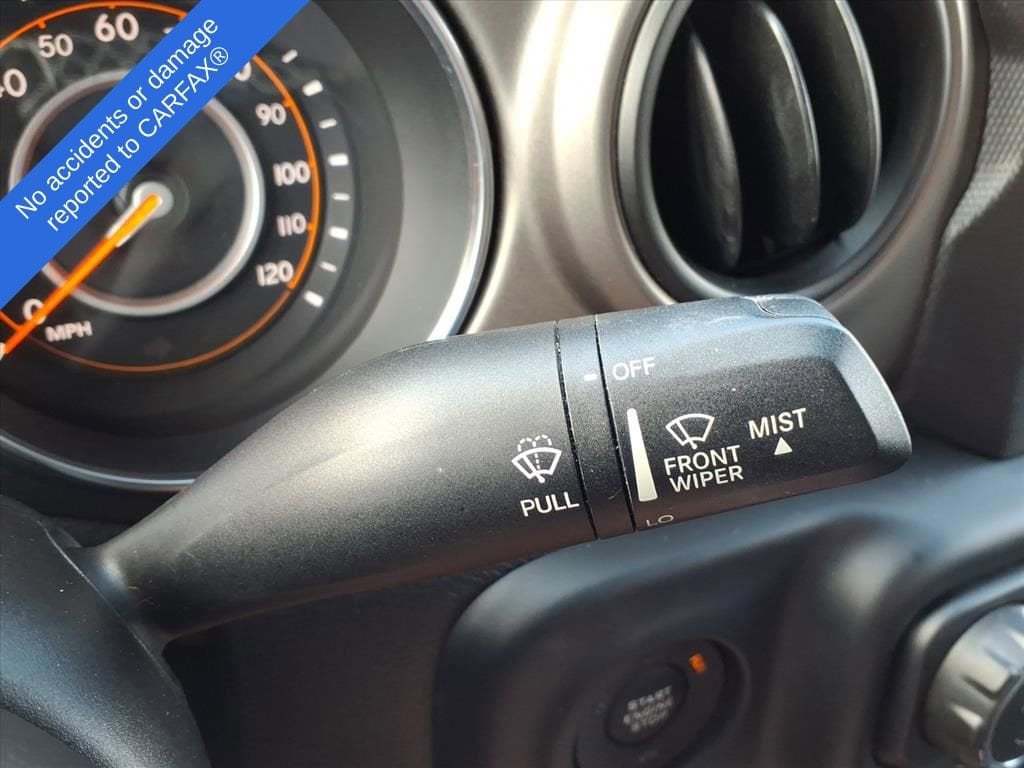 50
60
90
100
110
120
0
MPH
No accidents or damage
reported to CARFAX®
OFF
FRONT
WIPER
MIST
PULL
LO
START
ENGINE
STOP